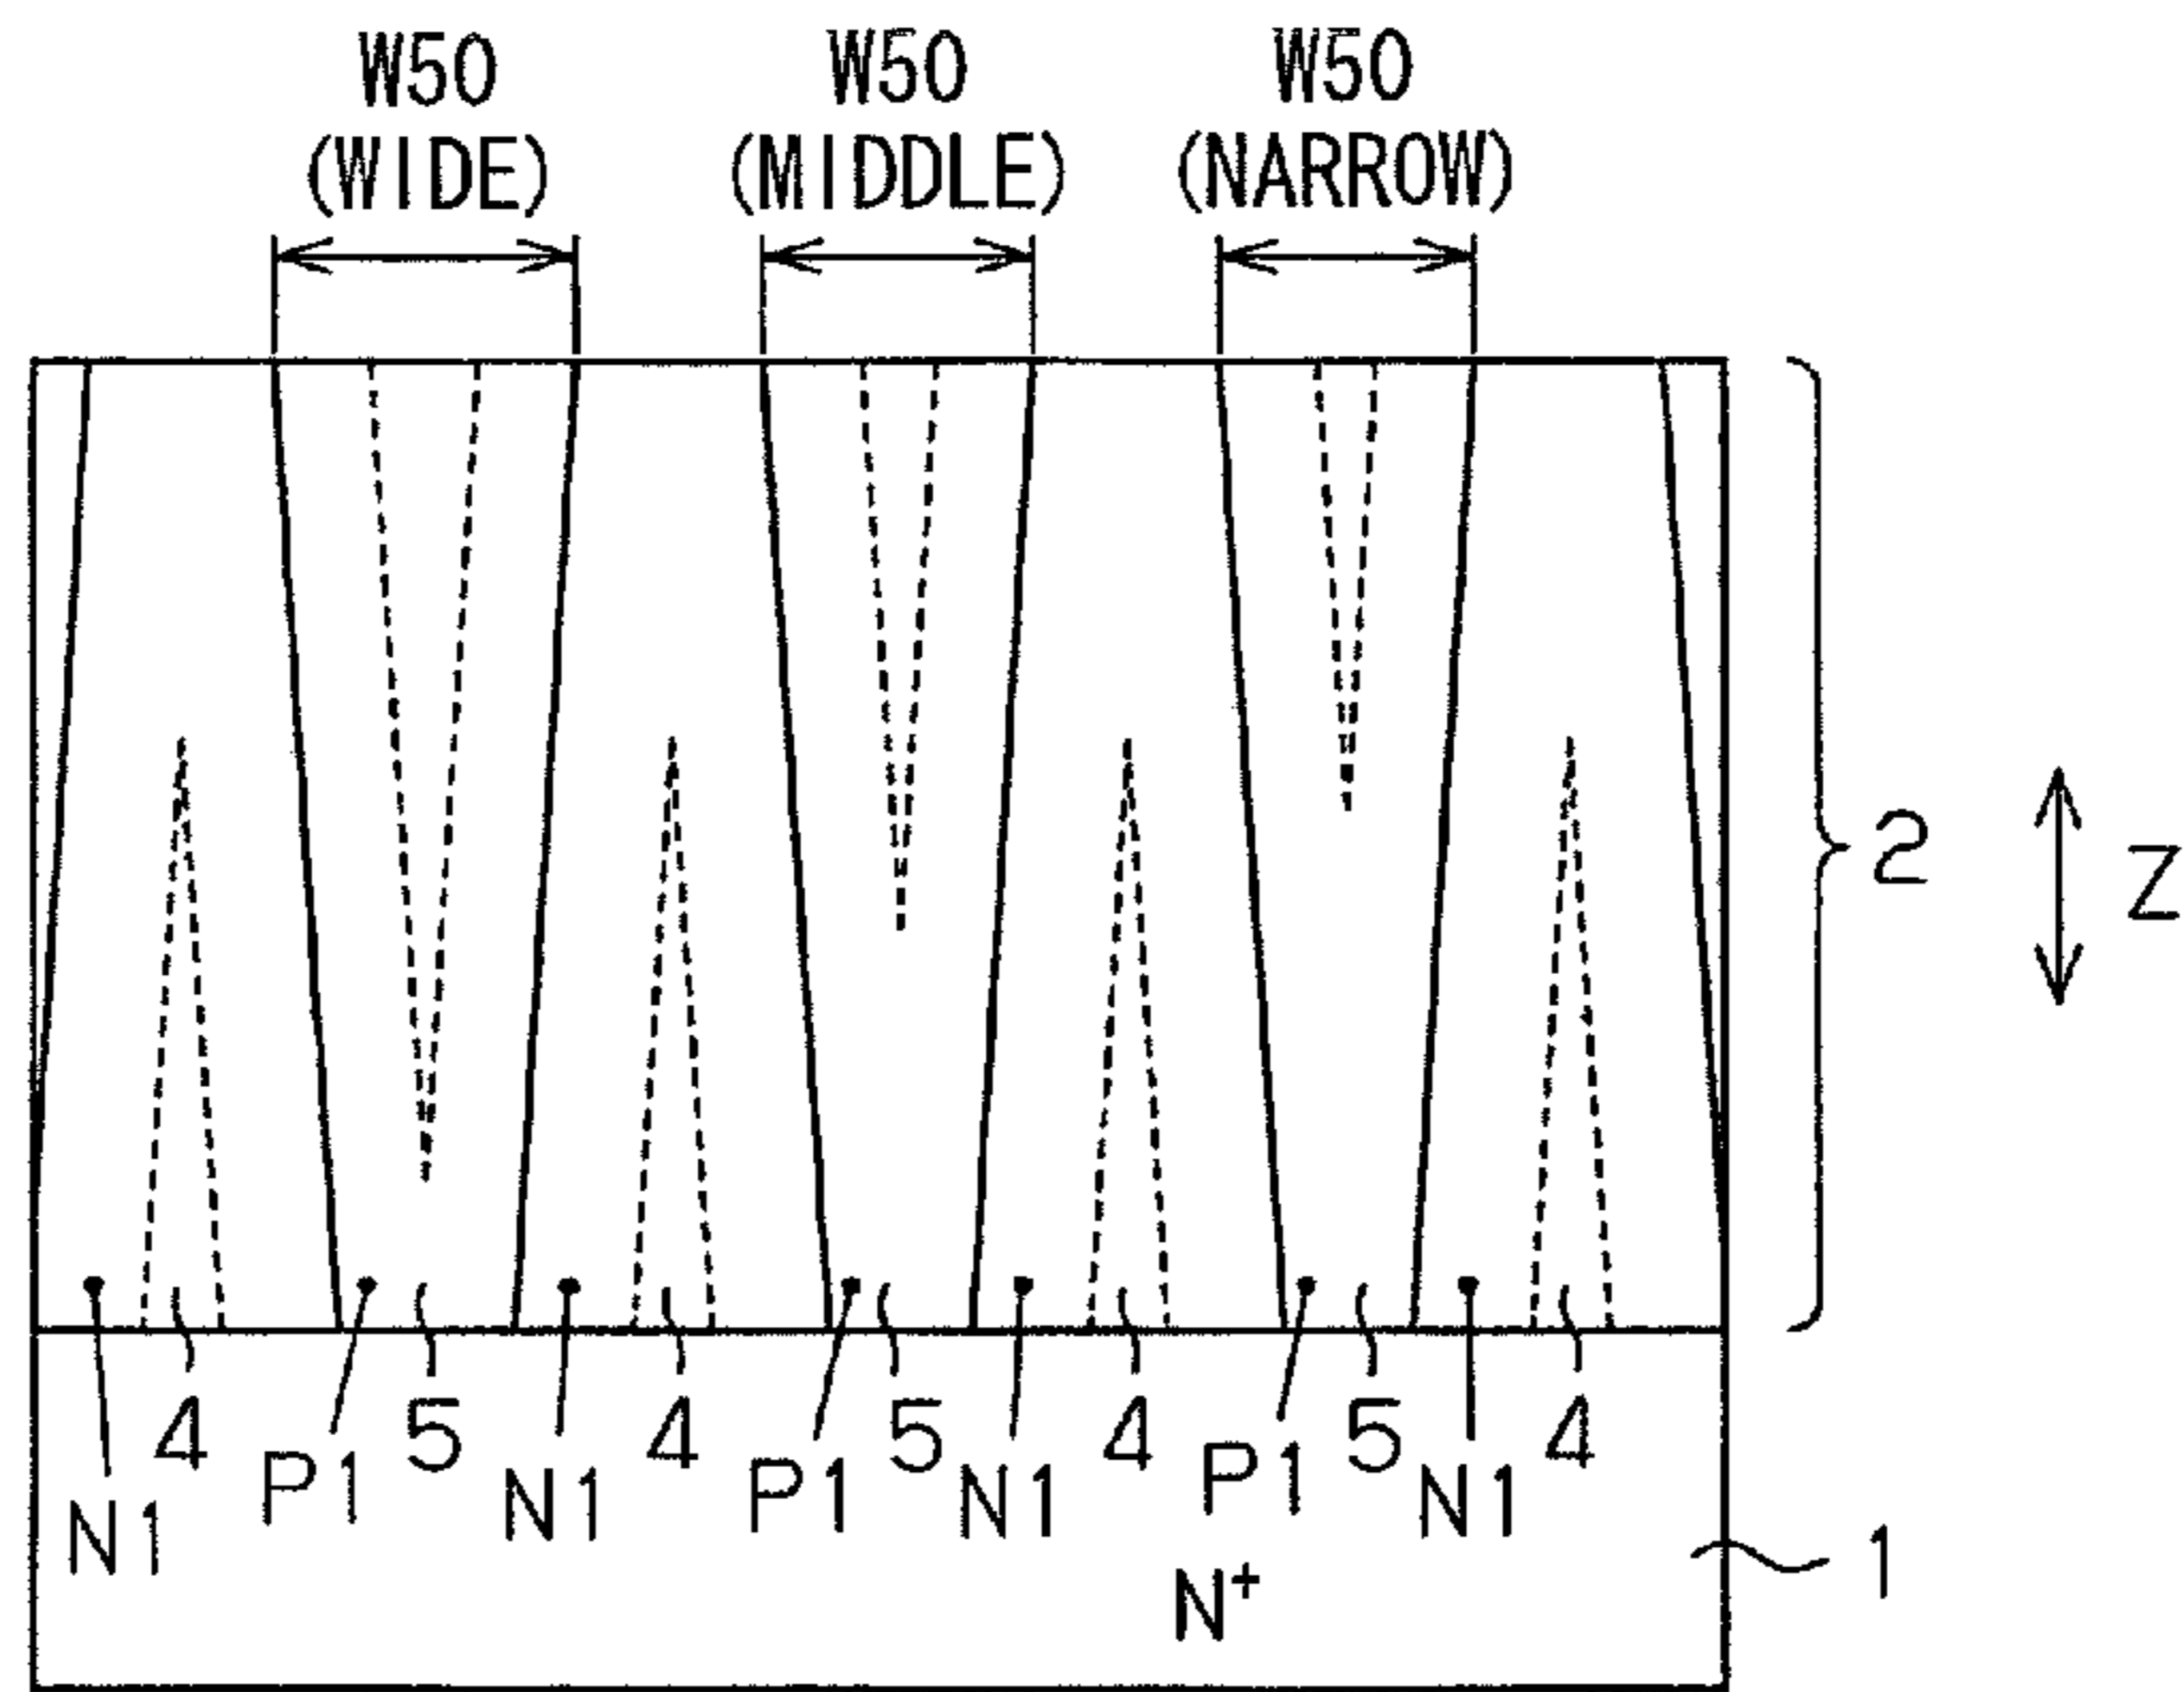 W50 W50 W50
(WIDE) (MIDDLE) (NARROW)
2
Z
4 5 4 5 4 5 4
N1 P1 N1 P1 N1 P1 N1
1
N+